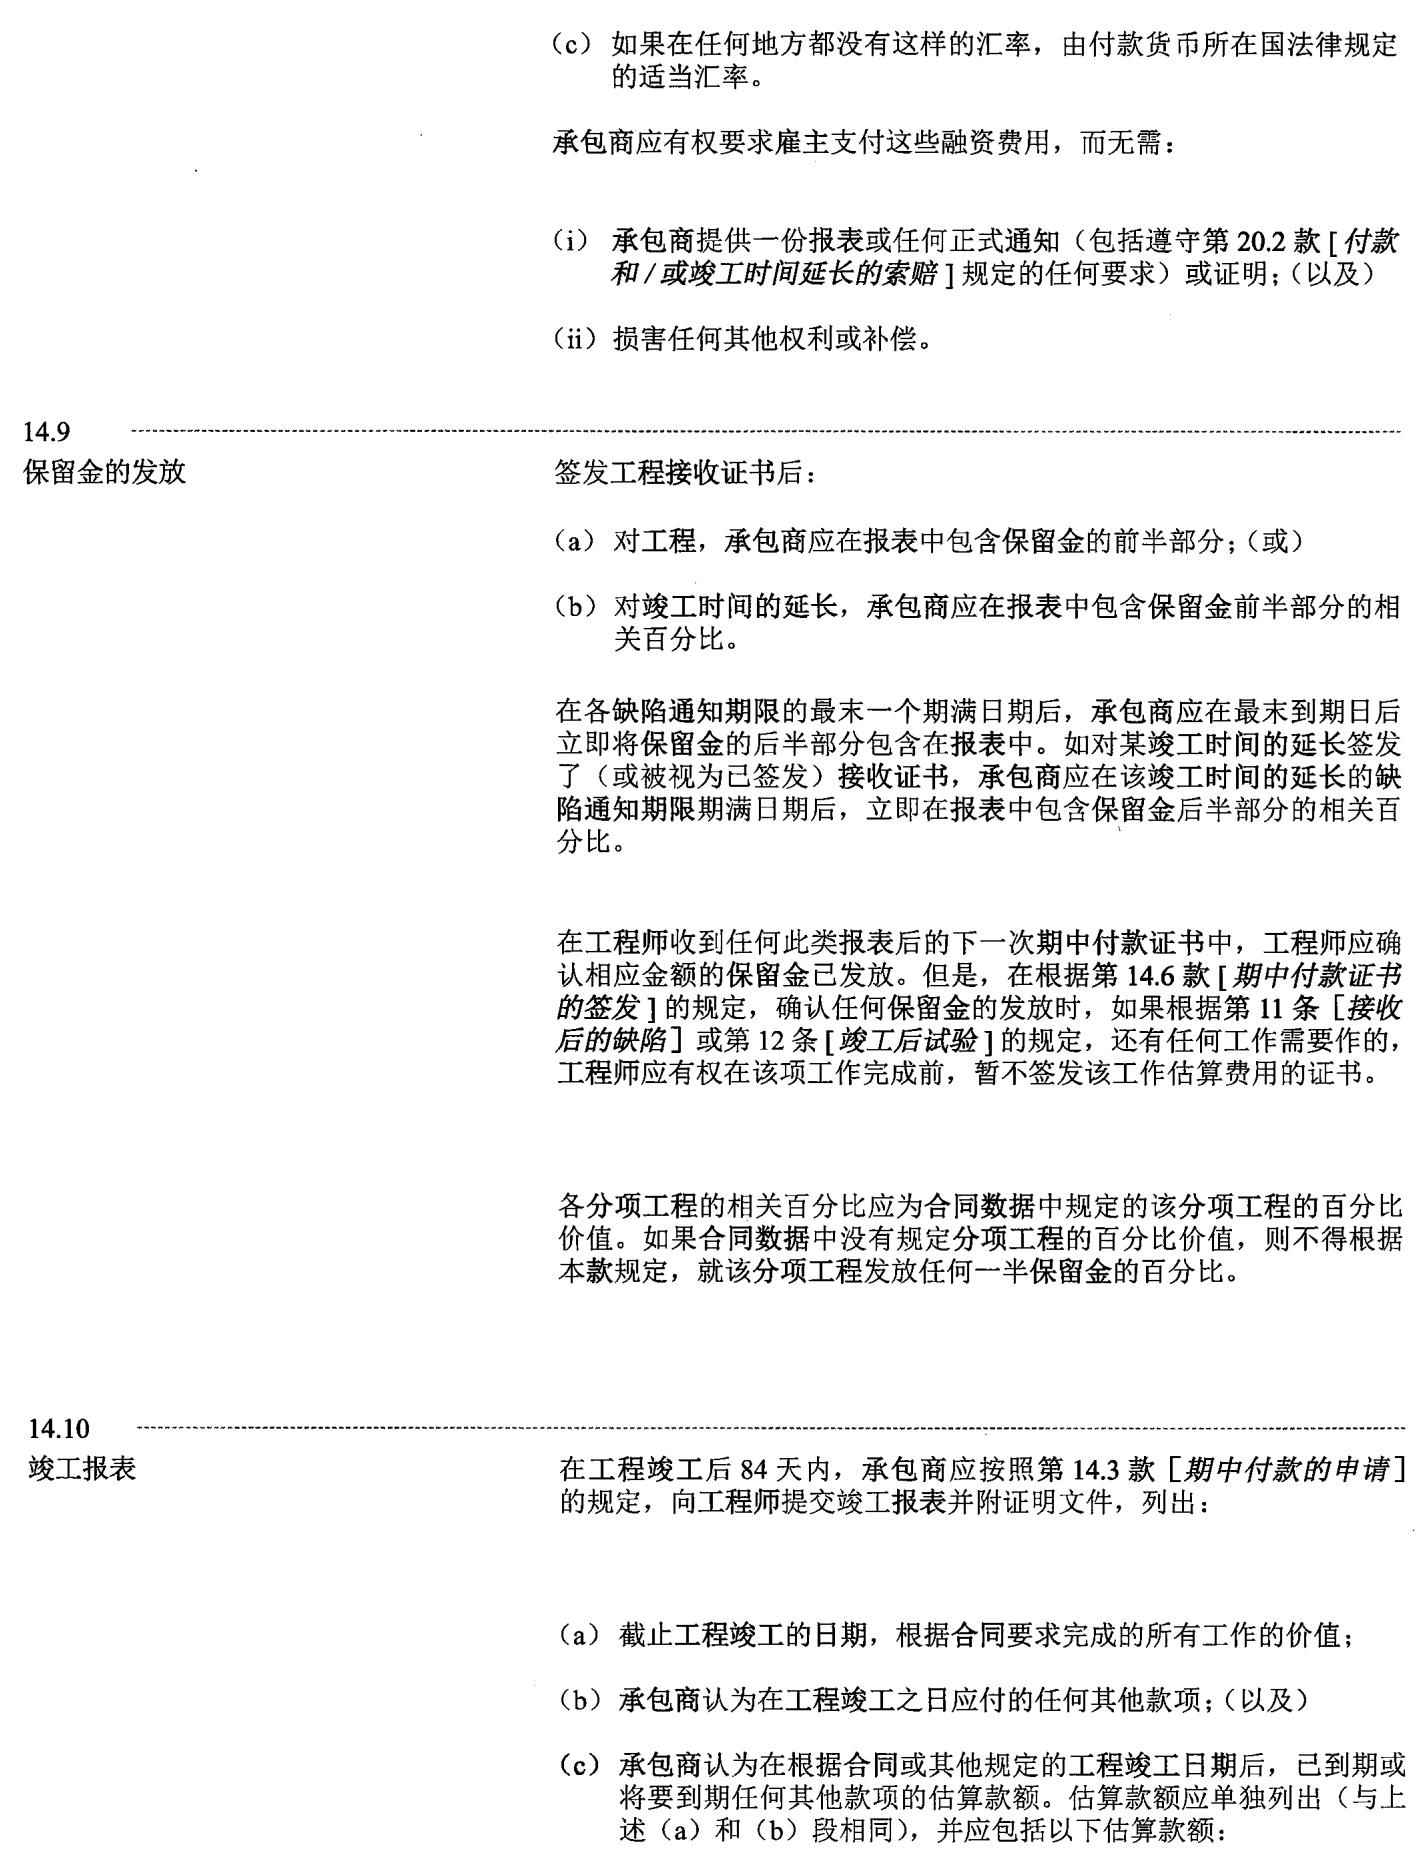 （c）如果在任何地方都没有这样的汇率，由付款货币所在国法律规定
的适当汇率。
承包商应有权要求雇主支付这些融资费用，而无需：
（i）承包商提供一份报表或任何正式通知（包括遵守第 20.2 款 [ 付款
和 / 或竣工时间延长的索赔 ] 规定的任何要求）或证明；（以及）
（ii）损害任何其他权利或补偿。
14.9
保留金的发放
签发工程接收证书后：
（a）对工程，承包商应在报表中包含保留金的前半部分；（或）
（b）对竣工时间的延长，承包商应在报表中包含保留金前半部分的相
关百分比。
在各缺陷通知期限的最末一个期满日期后，承包商应在最末到期日后
立即将保留金的后半部分包含在报表中。如对某竣工时间的延长签发
了（或被视为已签发）接收证书，承包商应在该竣工时间的延长的缺
陷通知期限期满日期后，立即在报表中包含保留金后半部分的相关百
分比。
在工程师收到任何此类报表后的下一次期中付款证书中，工程师应确
认相应金额的保留金已发放。但是，在根据第 14.6 款 [ 期中付款证书
的签发 ] 的规定，确认任何保留金的发放时，如果根据第 11 条［接收
后的缺陷］或第 12 条 [ 竣工后试验 ] 的规定，还有任何工作需要作的，
工程师应有权在该项工作完成前，暂不签发该工作估算费用的证书。
各分项工程的相关百分比应为合同数据中规定的该分项工程的百分比
价值。如果合同数据中没有规定分项工程的百分比价值，则不得根据
本款规定，就该分项工程发放任何一半保留金的百分比。
14.10
竣工报表
在工程竣工后 84 天内，承包商应按照第 14.3 款［期中付款的申请］
的规定，向工程师提交竣工报表并附证明文件，列出：
（a）截止工程竣工的日期，根据合同要求完成的所有工作的价值；
（b）承包商认为在工程竣工之日应付的任何其他款项；（以及）
（c）承包商认为在根据合同或其他规定的工程竣工日期后，已到期或
将要到期任何其他款项的估算款额。估算款额应单独列出（与上
述（a）和（b）段相同），并应包括以下估算款额：